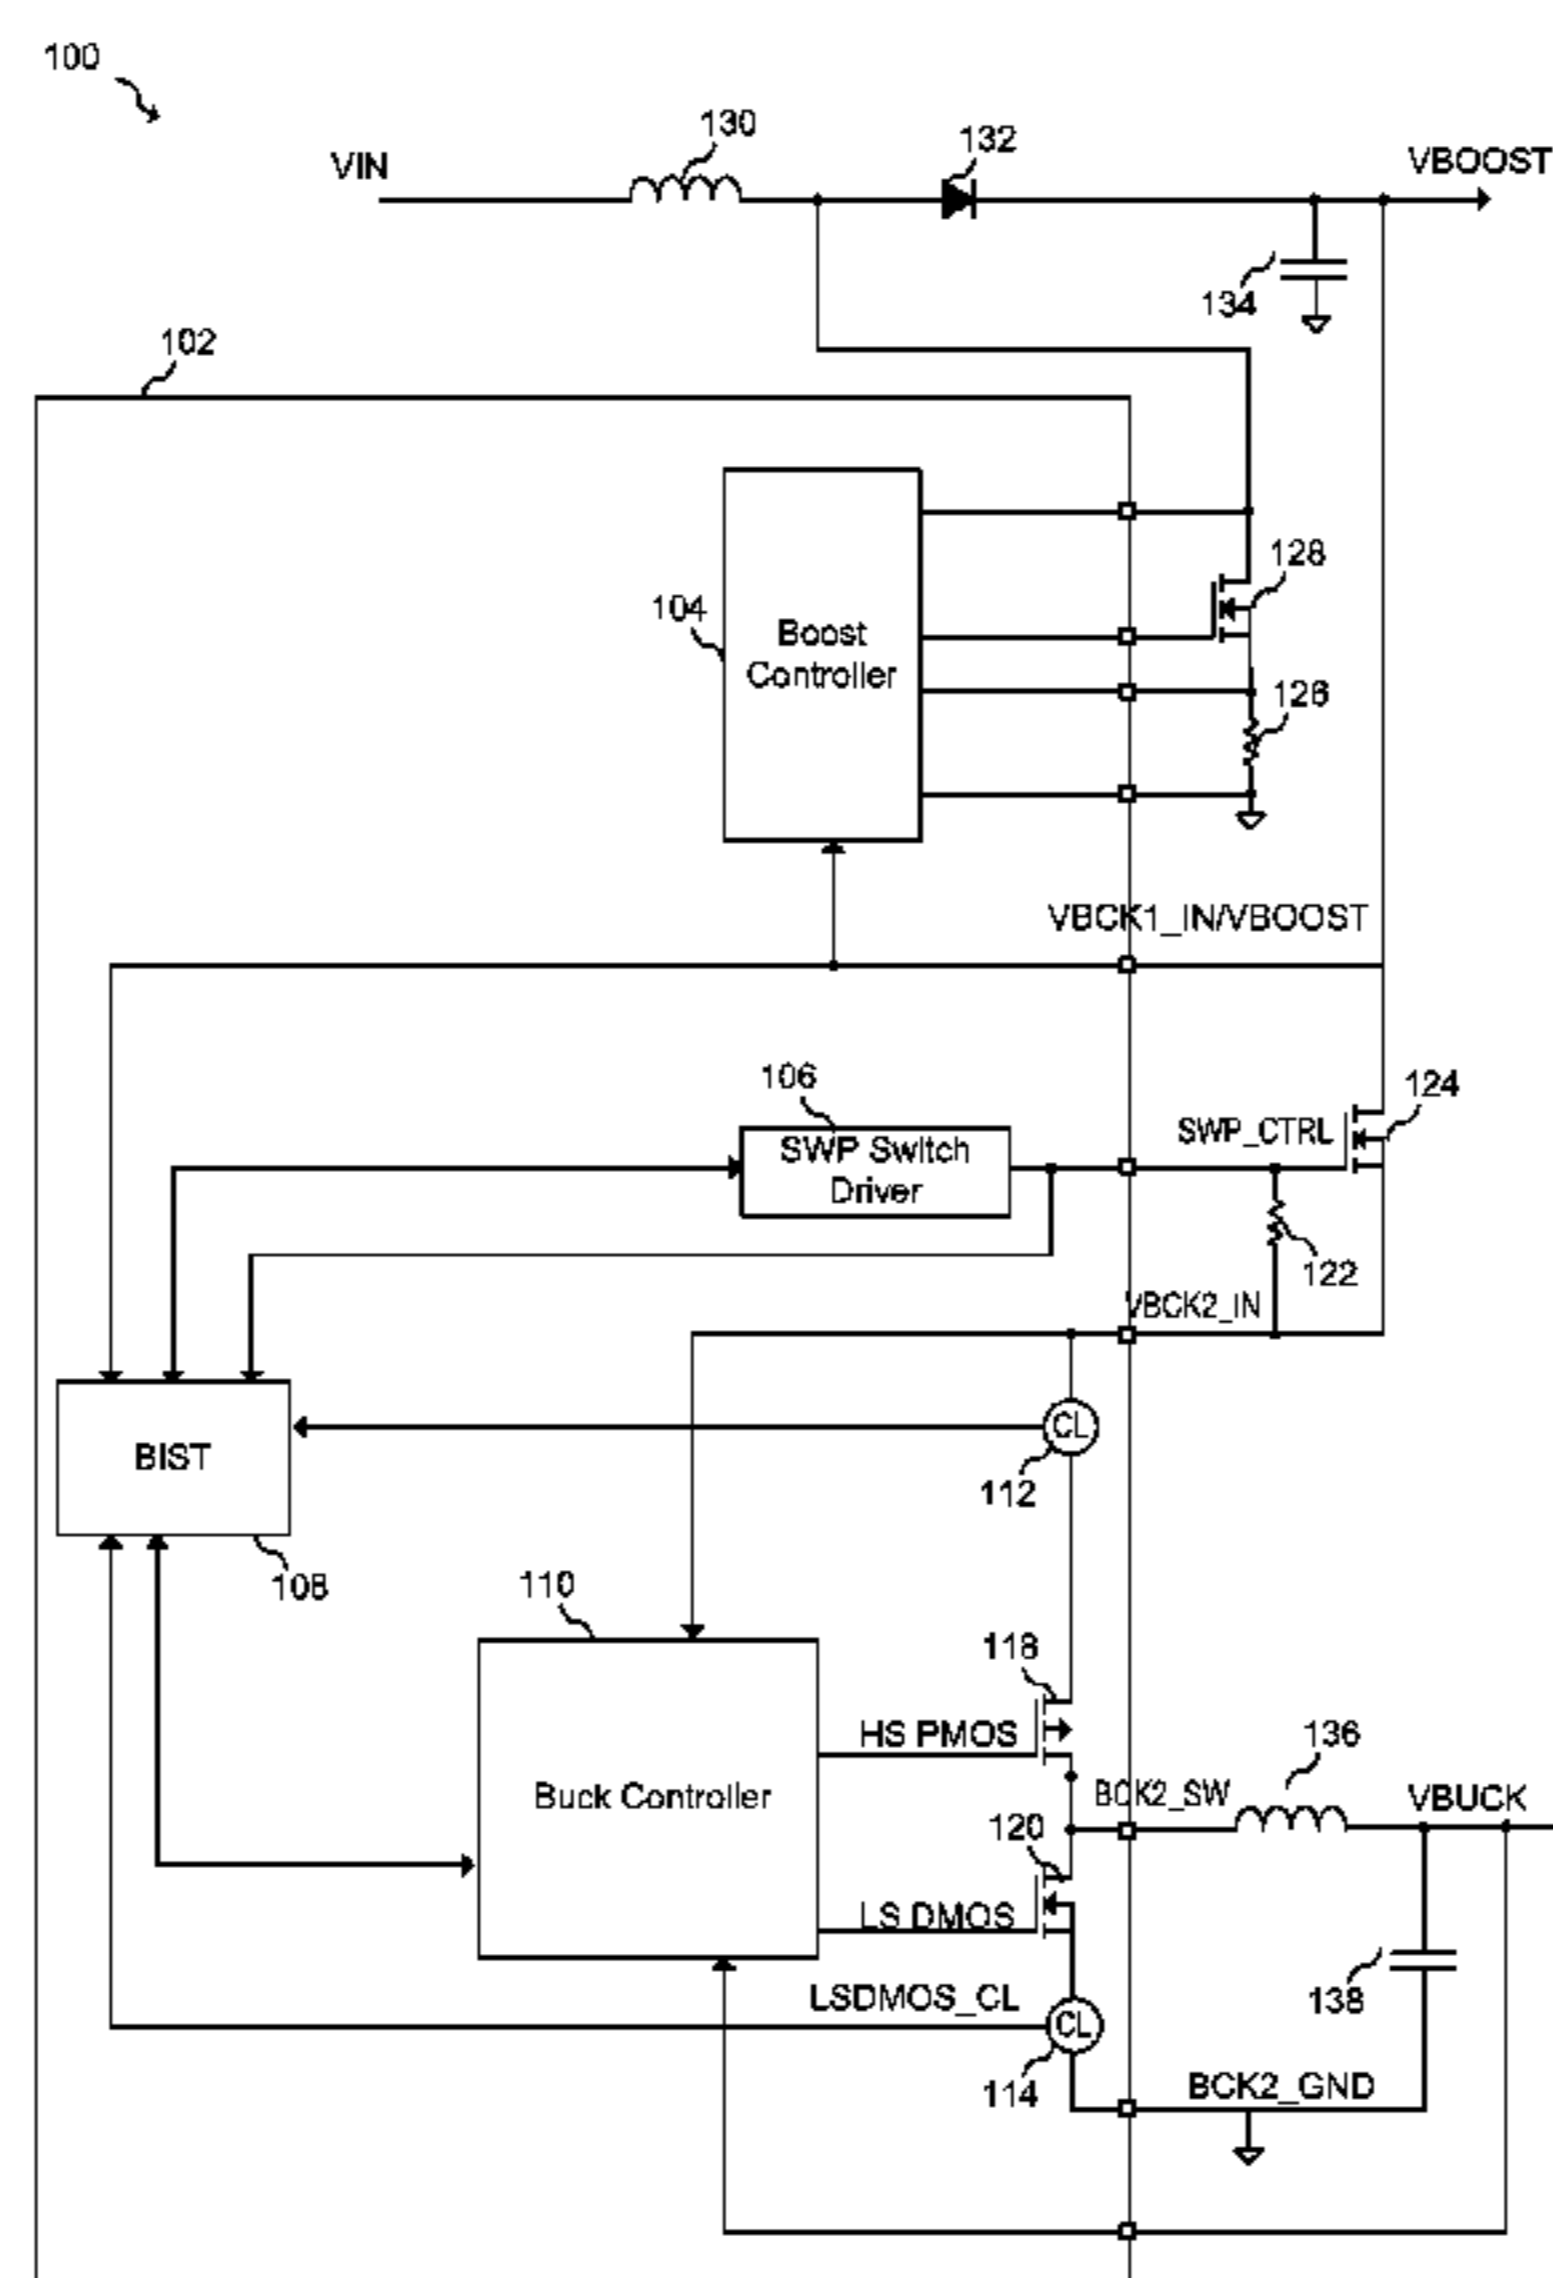 100
130
132
VIN
VBOOST
134
102
128
104
Boost
Controller
126
VBCK1_IN/VBOOST
106
124
SWP_CTRL
SWP Switch
Driver
122
VBCK2_IN
CL
BIST
112
108
110
118
HS PMOS
136
Buck Controller
BCK2_SW
VBUCK
120
LS DMOS
LSDMOS_CL
138
CL
114
BCK2_GND